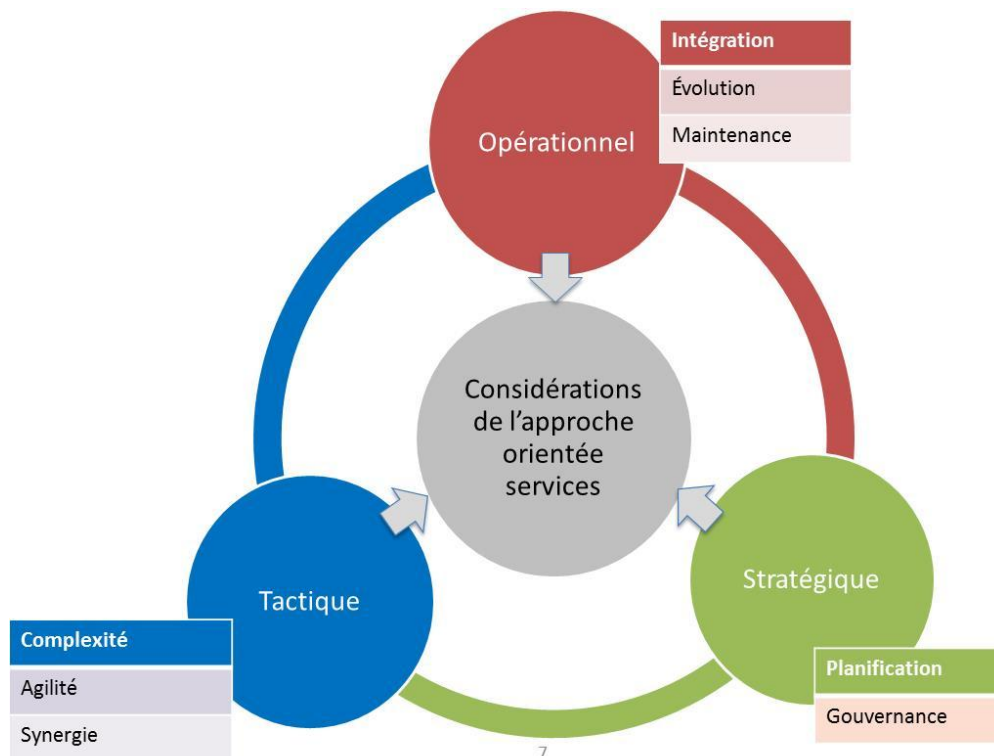 Intégration
Évolution
Maintenance
Opérationnel
Considérations
de l'approche
orientée
services
Tactique
Stratégique
Complexité
Agilité
Synergie
Planification
Gouvernance
7